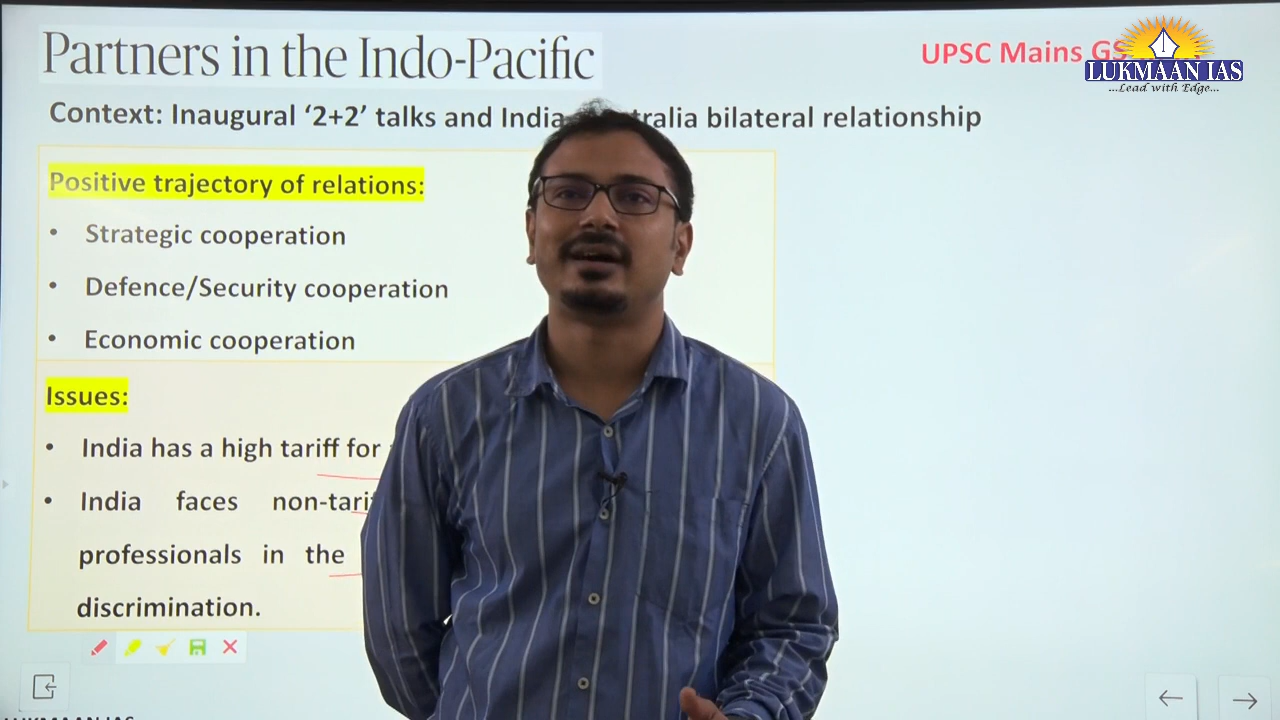 Partners in the Indo-Pacific
UPSC Mains GS
LUKMAAN IAS
...Lead with Edge...
Context: Inaugural ‘2+2’ talks and India tralia bilateral relationship
Positive trajectory of relations:
• Strategic cooperation
• Defence/Security cooperation
• Economic cooperation
Issues:
• India has a high tariff for
• India faces non-tarif
professionals in the
discrimination.